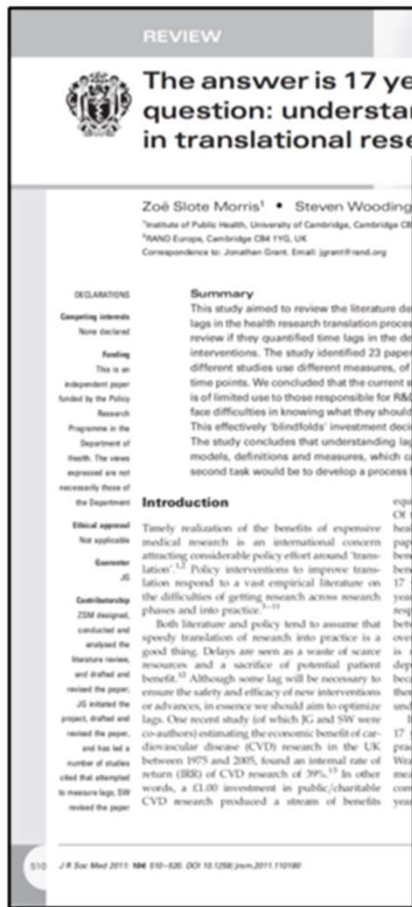 REVIEW
The answer is 17 ye
question: understa
in translational rese
Zoë Slote Morris¹ • Steven Wooding
¹Institute of Public Health, University of Cambridge, Cambridge CB
²RAND Europe, Cambridge CB4 1YG, UK
Correspondence to: Jonathan Grant. Email: jgrant@rand.org
DECLARATIONS
Competing interests
None declared
Funding
This is an
independent paper
funded by the Policy
Research
Programme in the
Department of
Health. The views
expressed are not
necessarily those of
the Department
Ethical approval
Not applicable
Guarantor
JG
Contributorship
ZSM designed,
conducted and
analysed the
literature review,
and drafted and
revised the paper;
JG initiated the
project, drafted and
revised the paper,
and has led a
number of studies
cited that attempted
to measure lags; SW
revised the paper
Summary
This study aimed to review the literature de
lags in the health research translation proces
review if they quantified time lags in the de
interventions. The study identified 23 paper
different studies use different measures, of
time points. We concluded that the current s
is of limited use to those responsible for R&D
face difficulties in knowing what they should
This effectively 'blindfolds' investment deci
The study concludes that understanding lag
models, definitions and measures, which ca
second task would be to develop a process
Introduction
Timely realization of the benefits of expensive
medical research is an international concern
attracting considerable policy effort around 'trans-
lation'.¹,² Policy interventions to improve trans-
lation respond to a vast empirical literature on
the difficulties of getting research across research
phases and into practice.³–¹¹
Both literature and policy tend to assume that
speedy translation of research into practice is a
good thing. Delays are seen as a waste of scarce
resources and a sacrifice of potential patient
benefit.¹² Although some lag will be necessary to
ensure the safety and efficacy of new interventions
or advances, in essence we should aim to optimize
lags. One recent study (of which JG and SW were
co-authors) estimating the economic benefit of car-
diovascular disease (CVD) research in the UK
between 1975 and 2005, found an internal rate of
return (IRR) of CVD research of 39%.¹³ In other
words, a £1.00 investment in public/charitable
CVD research produced a stream of benefits
equ
Of
heal
pap
bene
bene
17 y
year
resp
betw
over
is
dep
beca
the
und
17 y
prac
Wra
mea
com
year
510
J R Soc Med 2011: 104: 510–520. DOI 10.1258/jrsm.2011.110180